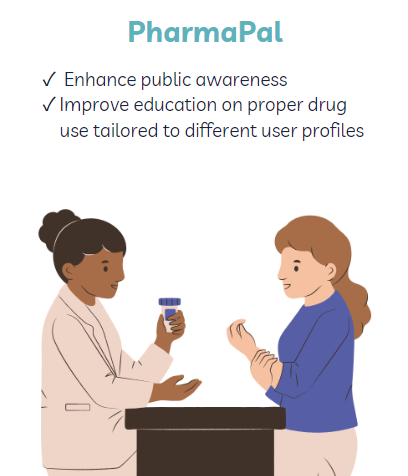 PharmaPal
✓ Enhance public awareness
✓ Improve education on proper drug
use tailored to different user profiles